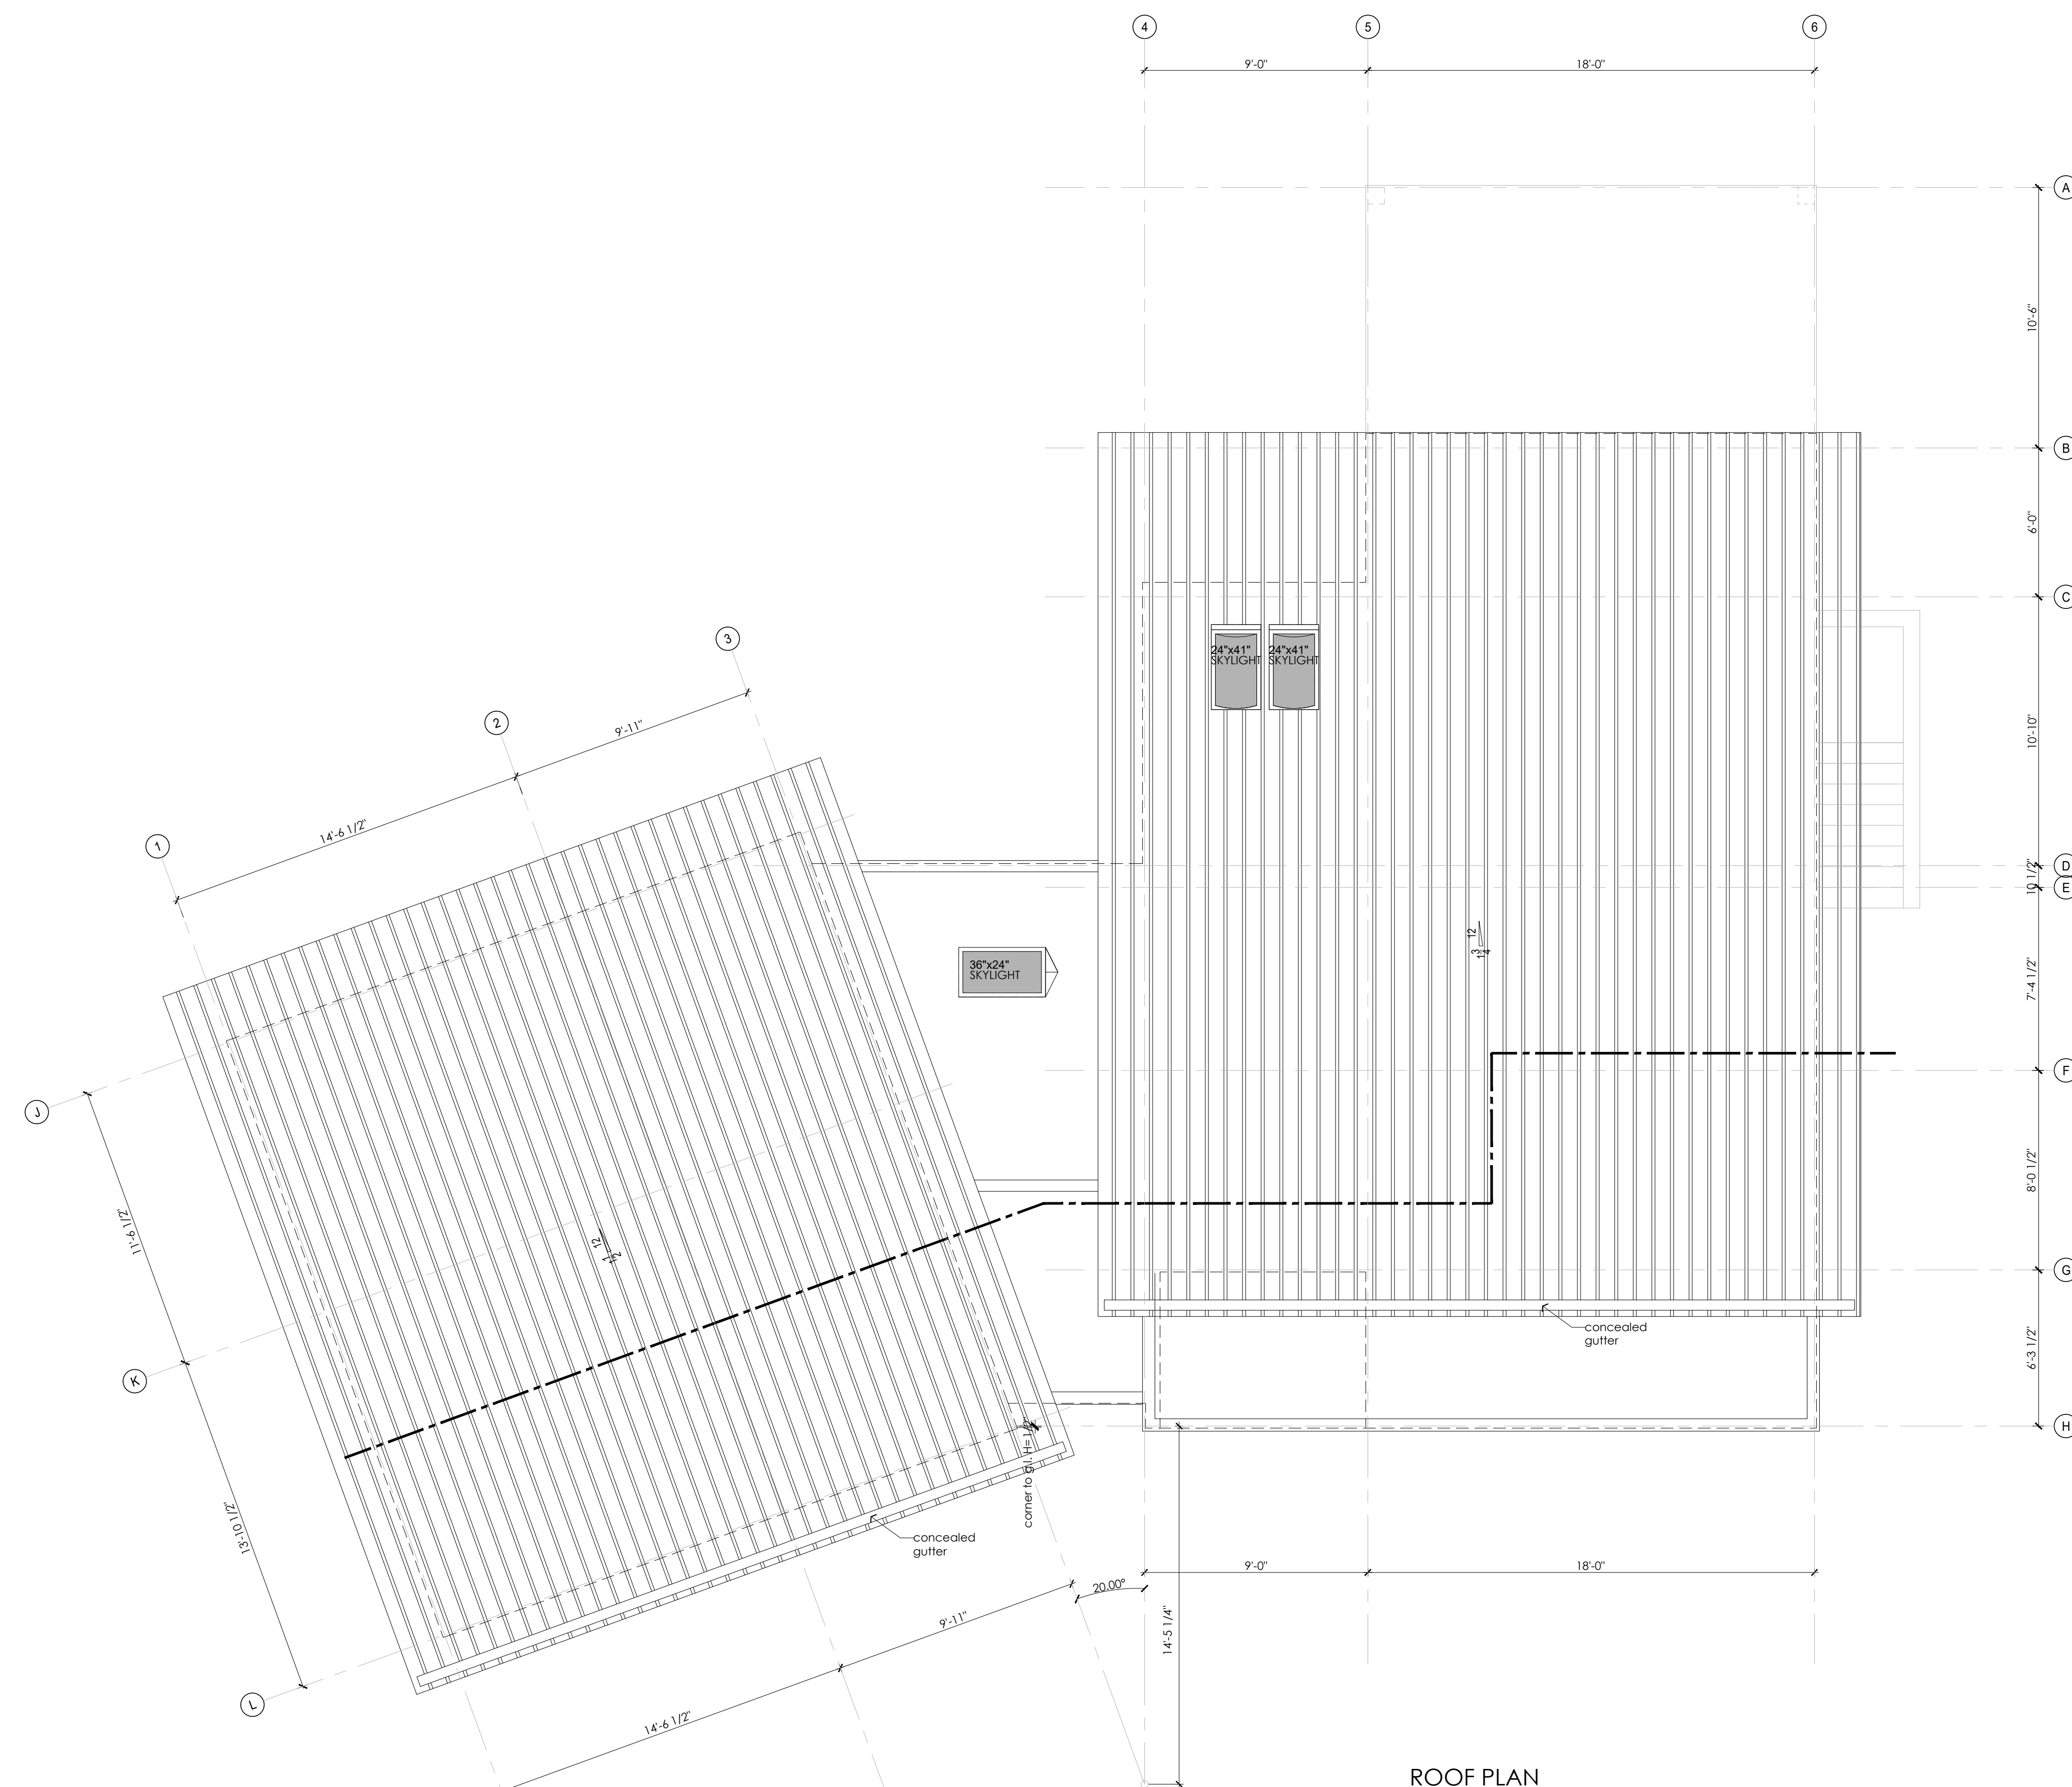 4
5
6
9'-0"
18'-0"
A
10'-6"
B
6'-0"
C
24"x41"
SKYLIGHT
24"x41"
SKYLIGHT
3
9'-11"
2
10'-10"
14'-6 1/2"
1
D
10 1/2"
E
12
3
14
36"x24"
SKYLIGHT
7'-4 1/2"
F
J
8'-0 1/2"
11'-6 1/2"
12
1
12
G
concealed
gutter
6'-3 1/2"
K
H
corner to g.l. 'H'= 1/2"
13'-10 1/2"
concealed
gutter
9'-0"
18'-0"
20.00°
9'-11"
14'-5 1/4"
L
14'-6 1/2"
ROOF PLAN